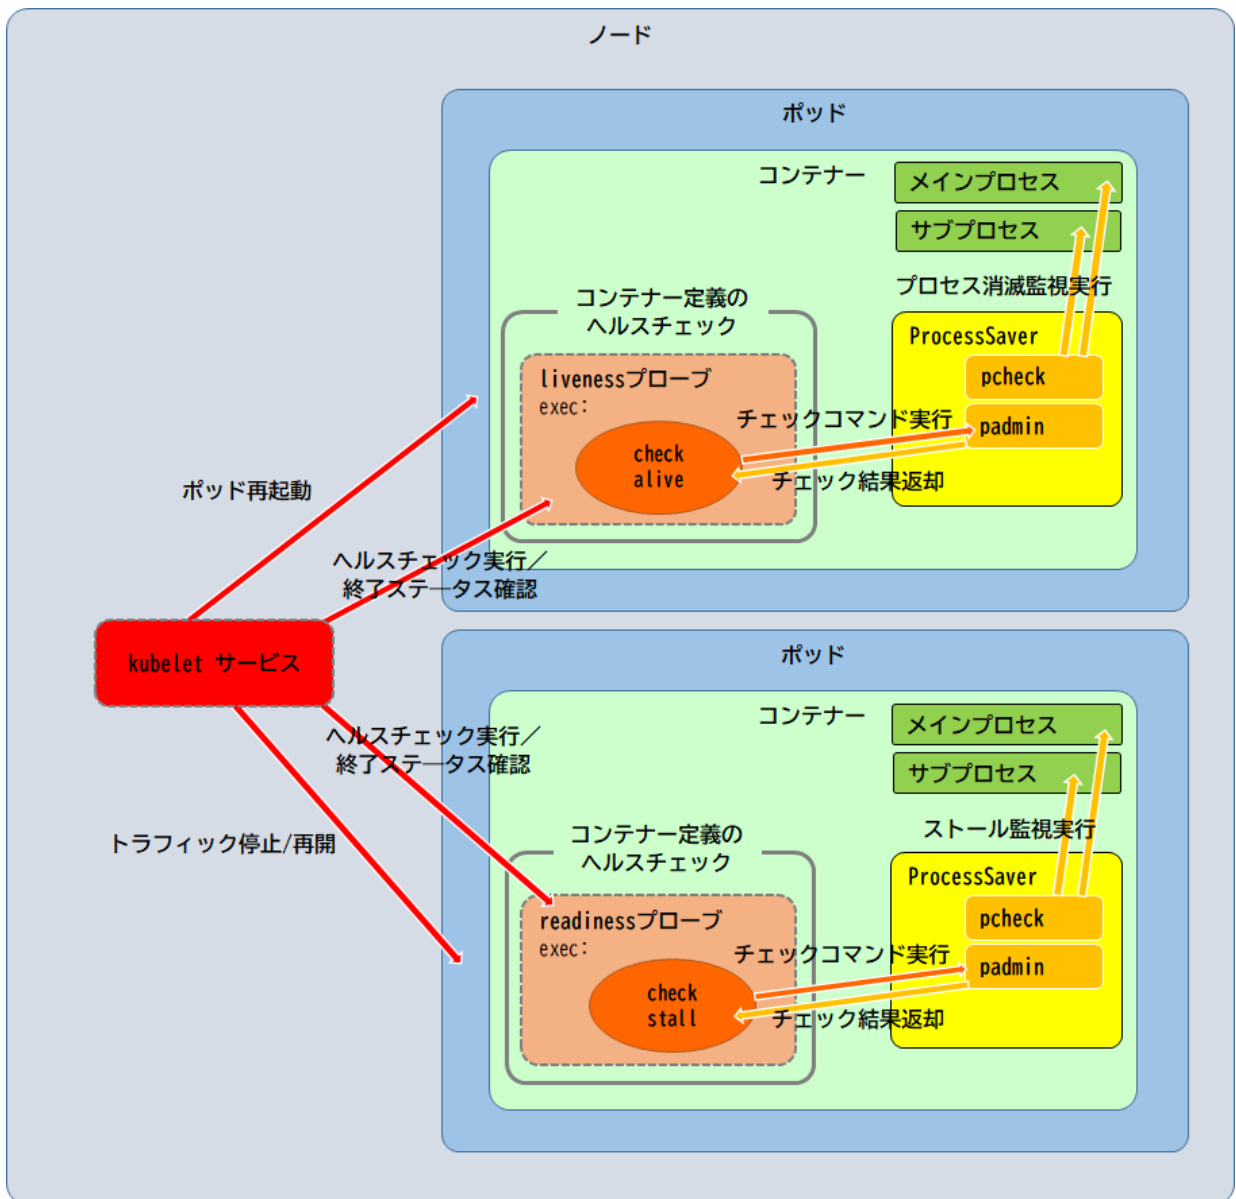 ノード
ポッド
コンテナー
メインプロセス
サブプロセス
プロセス消滅監視実行
コンテナー定義の
ヘルスチェック
ProcessSaver
livenessプローブ
exec:
pcheck
チェックコマンド実行
padmin
check
alive
チェック結果返却
ポッド再起動
ヘルスチェック実行／
終了ステータス確認
kubelet サービス
ポッド
コンテナー
メインプロセス
ヘルスチェック実行／
終了ステータス確認
サブプロセス
トラフィック停止/再開
ストール監視実行
コンテナー定義の
ヘルスチェック
ProcessSaver
readinessプローブ
exec:
pcheck
チェックコマンド実行
padmin
check
stall
チェック結果返却